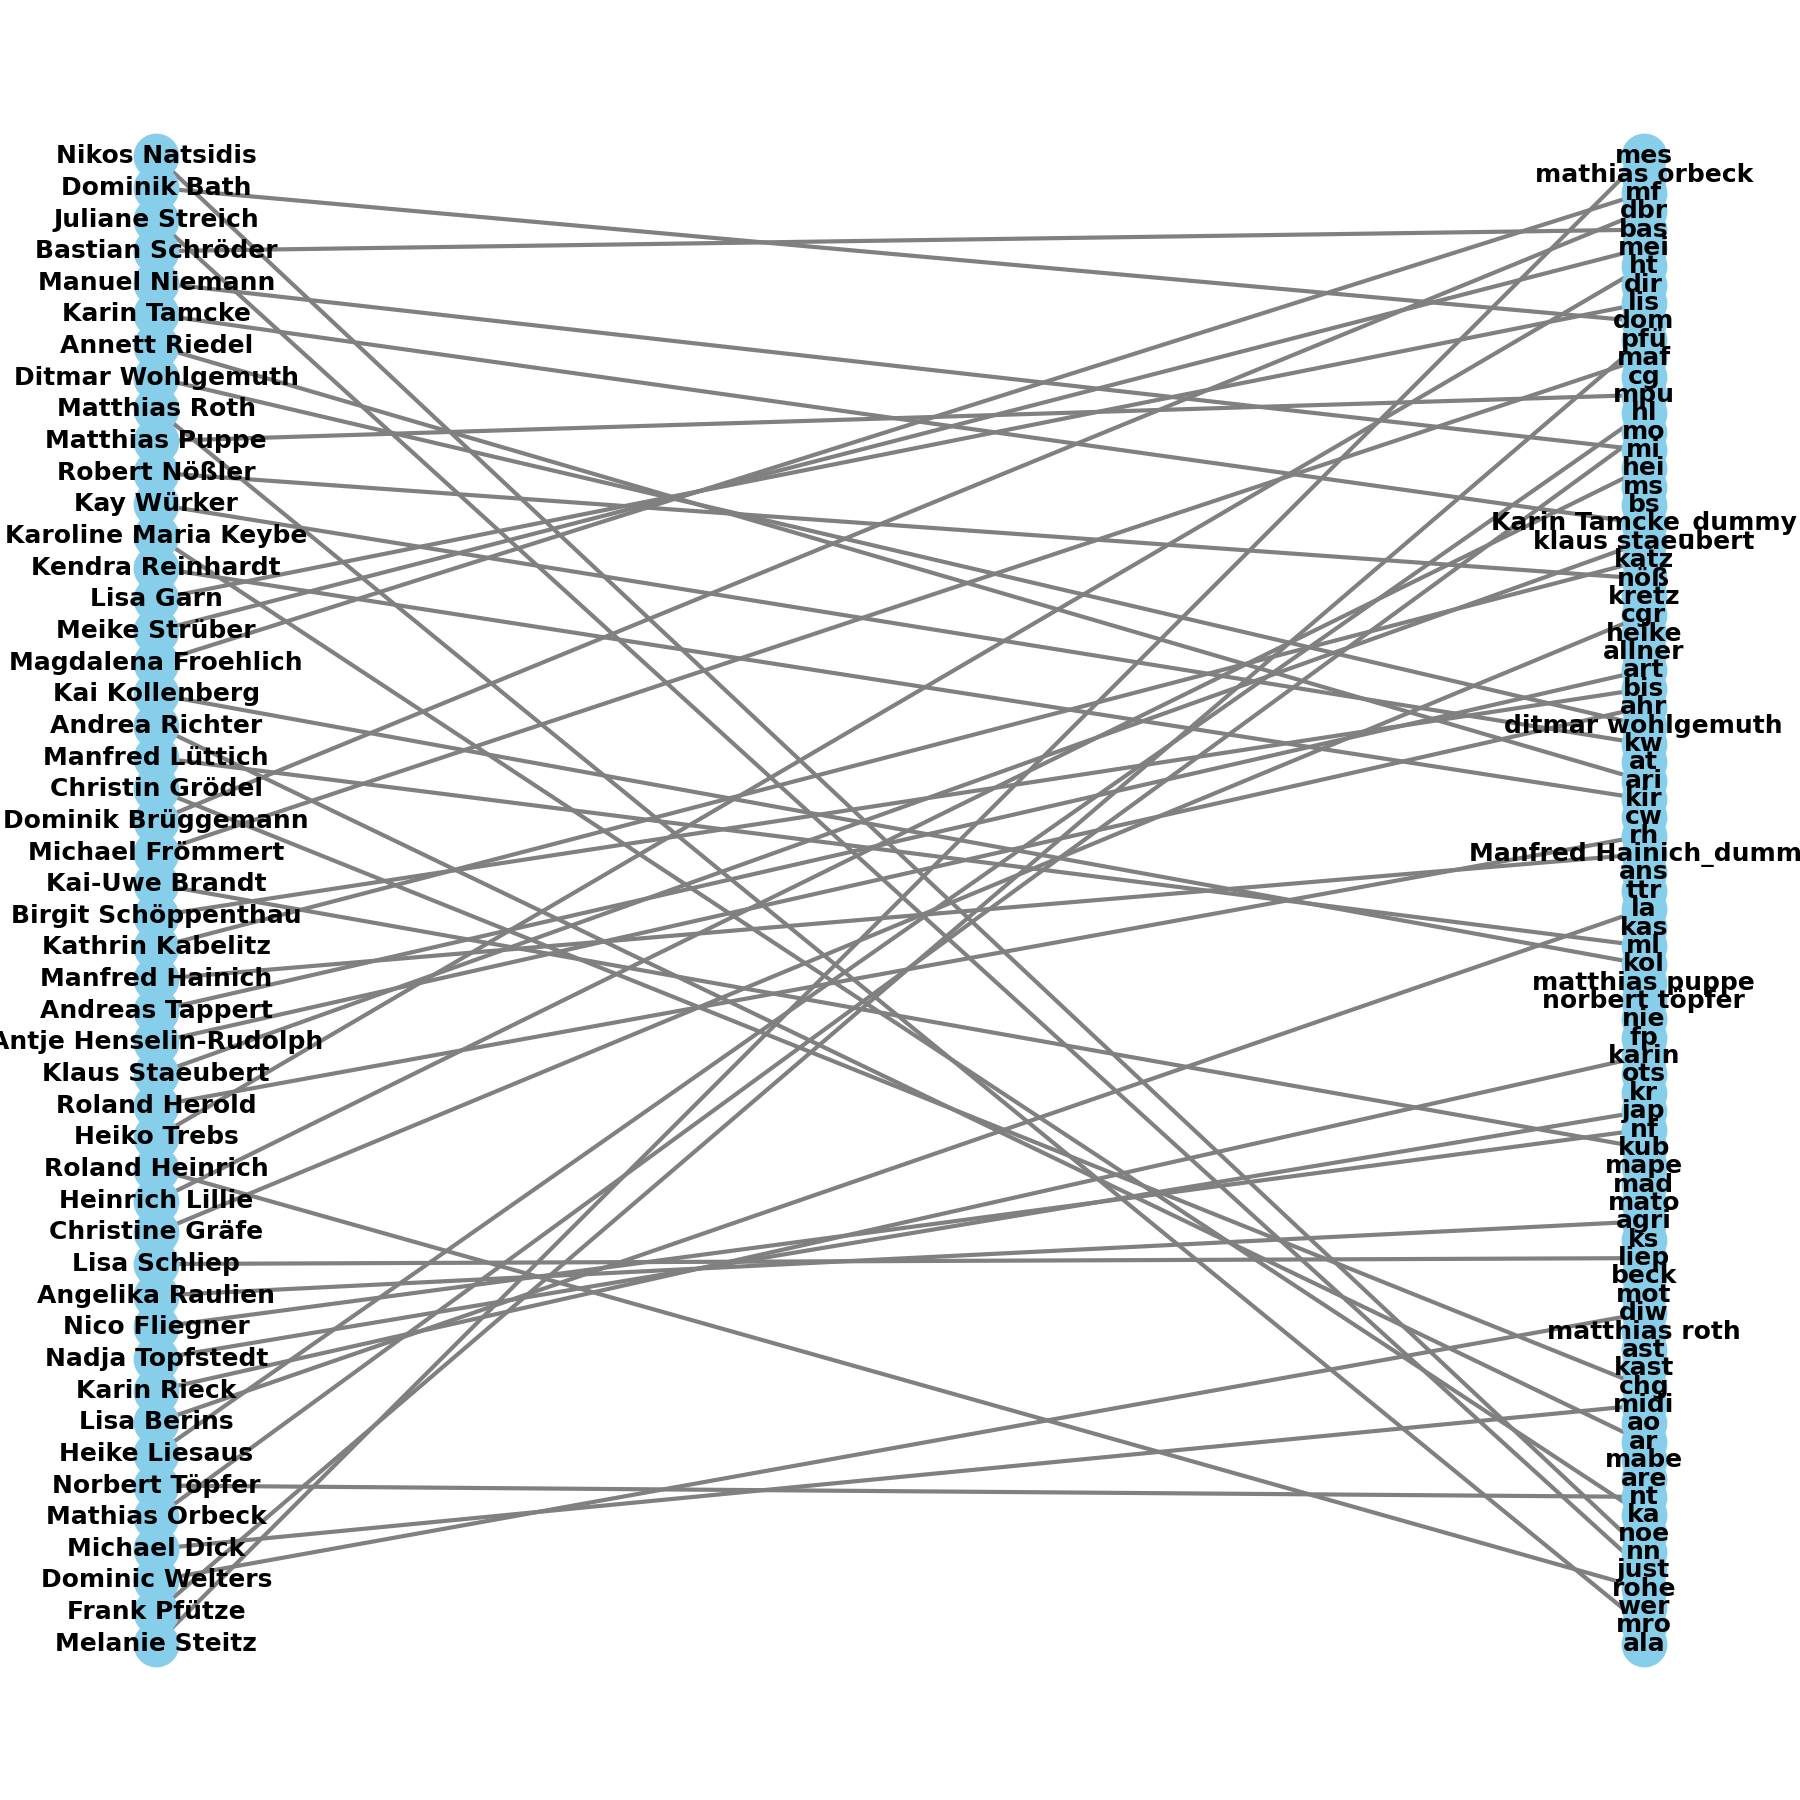 Nikos Natsidis
Dominik Bath
Juliane Streich
Bastian Schröder
Manuel Niemann
Karin Tamcke
Annett Riedel
Ditmar Wohlgemuth
Matthias Roth
Matthias Puppe
Robert Nößler
Kay Würker
Karoline Maria Keybe
Kendra Reinhardt
Lisa Garn
Meike Strüber
Magdalena Froehlich
Kai Kollenberg
Andrea Richter
Manfred Lüttich
Christin Grödel
Dominik Brüggemann
Michael Frömmert
Kai-Uwe Brandt
Birgit Schöppenthau
Kathrin Kabelitz
Manfred Hainich
Andreas Tappert
Antje Henselin-Rudolph
Klaus Staeubert
Roland Herold
Heiko Trebs
Roland Heinrich
Heinrich Lillie
Christine Gräfe
Lisa Schliep
Angelika Raulien
Nico Fliegner
Nadja Topfstedt
Karin Rieck
Lisa Berins
Heike Liesaus
Norbert Töpfer
Mathias Orbeck
Michael Dick
Dominic Welters
Frank Pfütze
Melanie Steitz
mes
mathias orbeck
mf
dbr
bas
mei
ht
dir
lis
dom
pfü
maf
cg
mpu
hl
mo
mi
hei
ms
bs
Karin Tamcke_dummy
klaus staeubert
katz
nöß
kretz
cgr
heike
allner
art
bis
ahr
ditmar wohlgemuth
kw
at
ari
kir
cw
rh
Manfred Hainich_dumm
ans
ttr
la
kas
ml
kol
matthias puppe
norbert töpfer
nie
fp
karin
ots
kr
jap
nf
kub
mape
mad
mato
agri
ks
liep
beck
mot
diw
matthias roth
ast
kast
chg
midi
ao
ar
mabe
are
nt
ka
noe
nn
just
rohe
wer
mro
ala